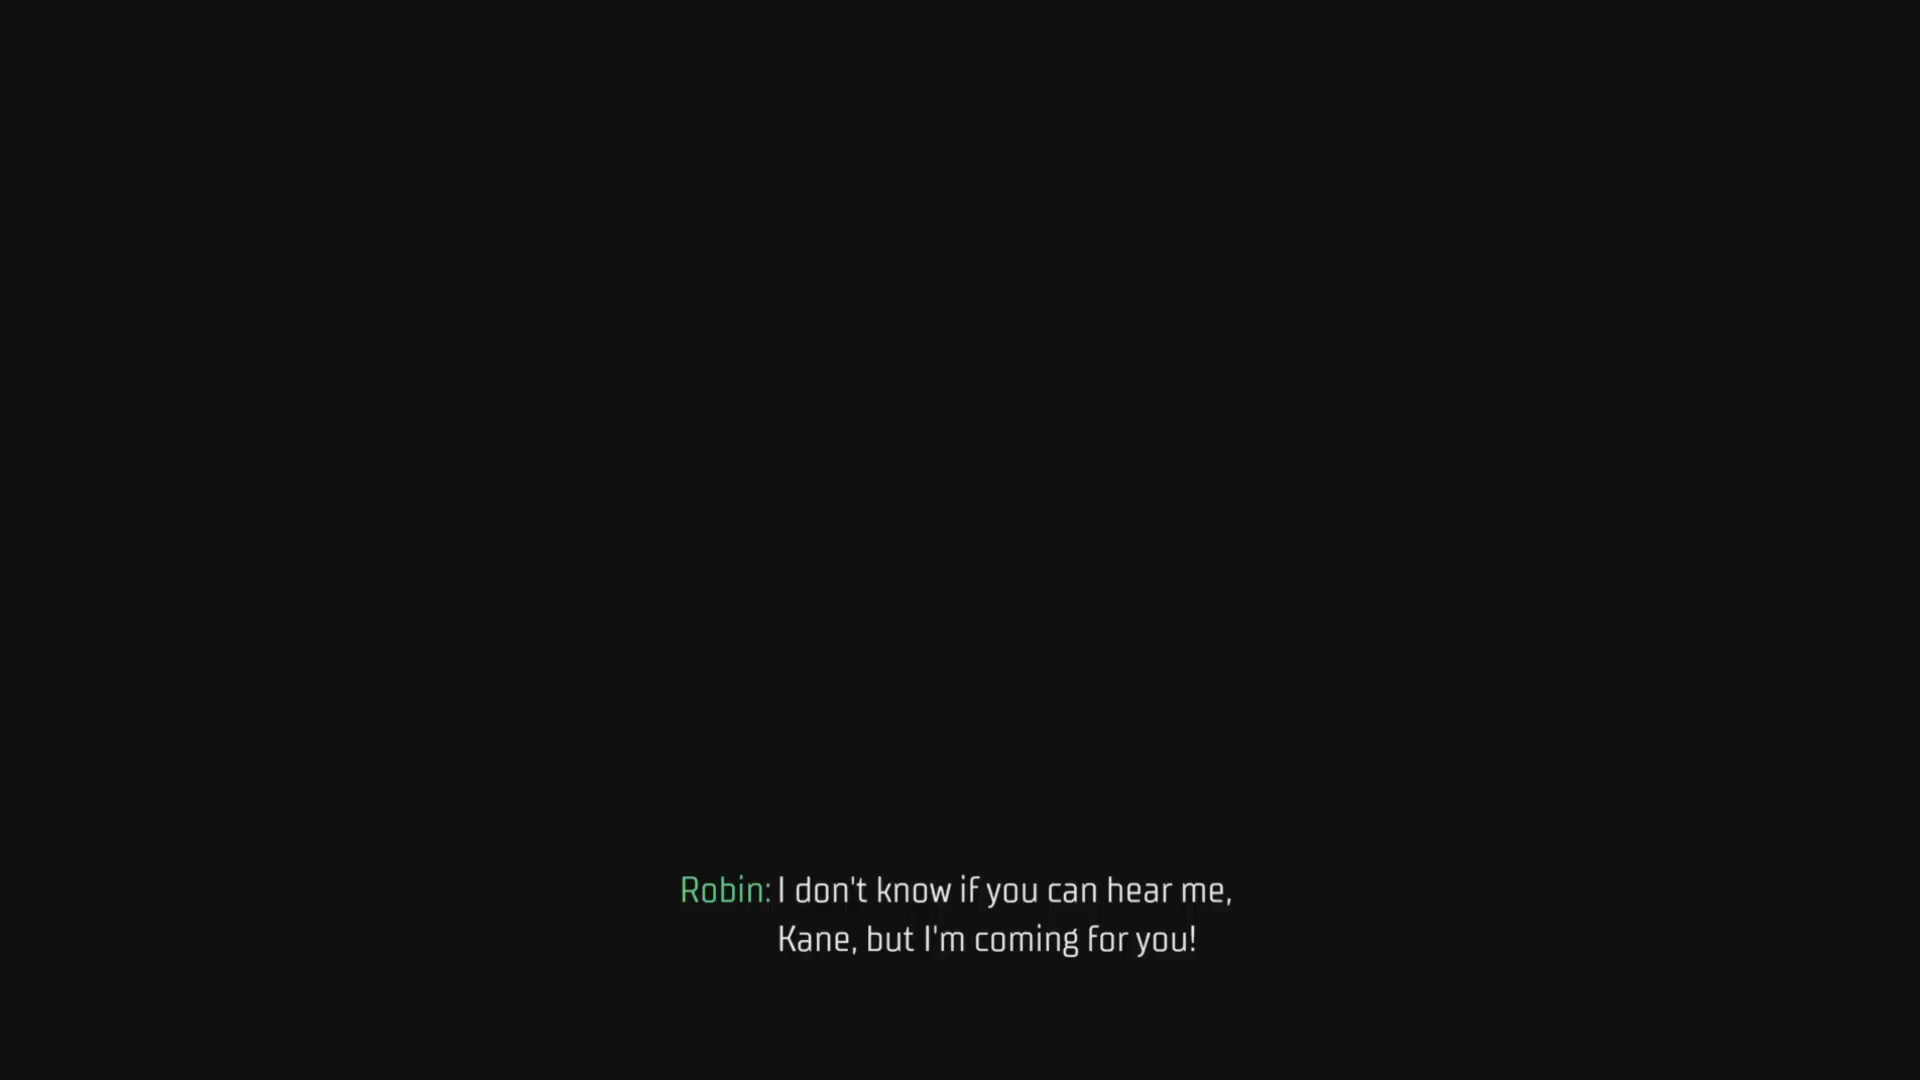 Robin: I don't know if you can hear me,
Kane, but I'm coming for you!